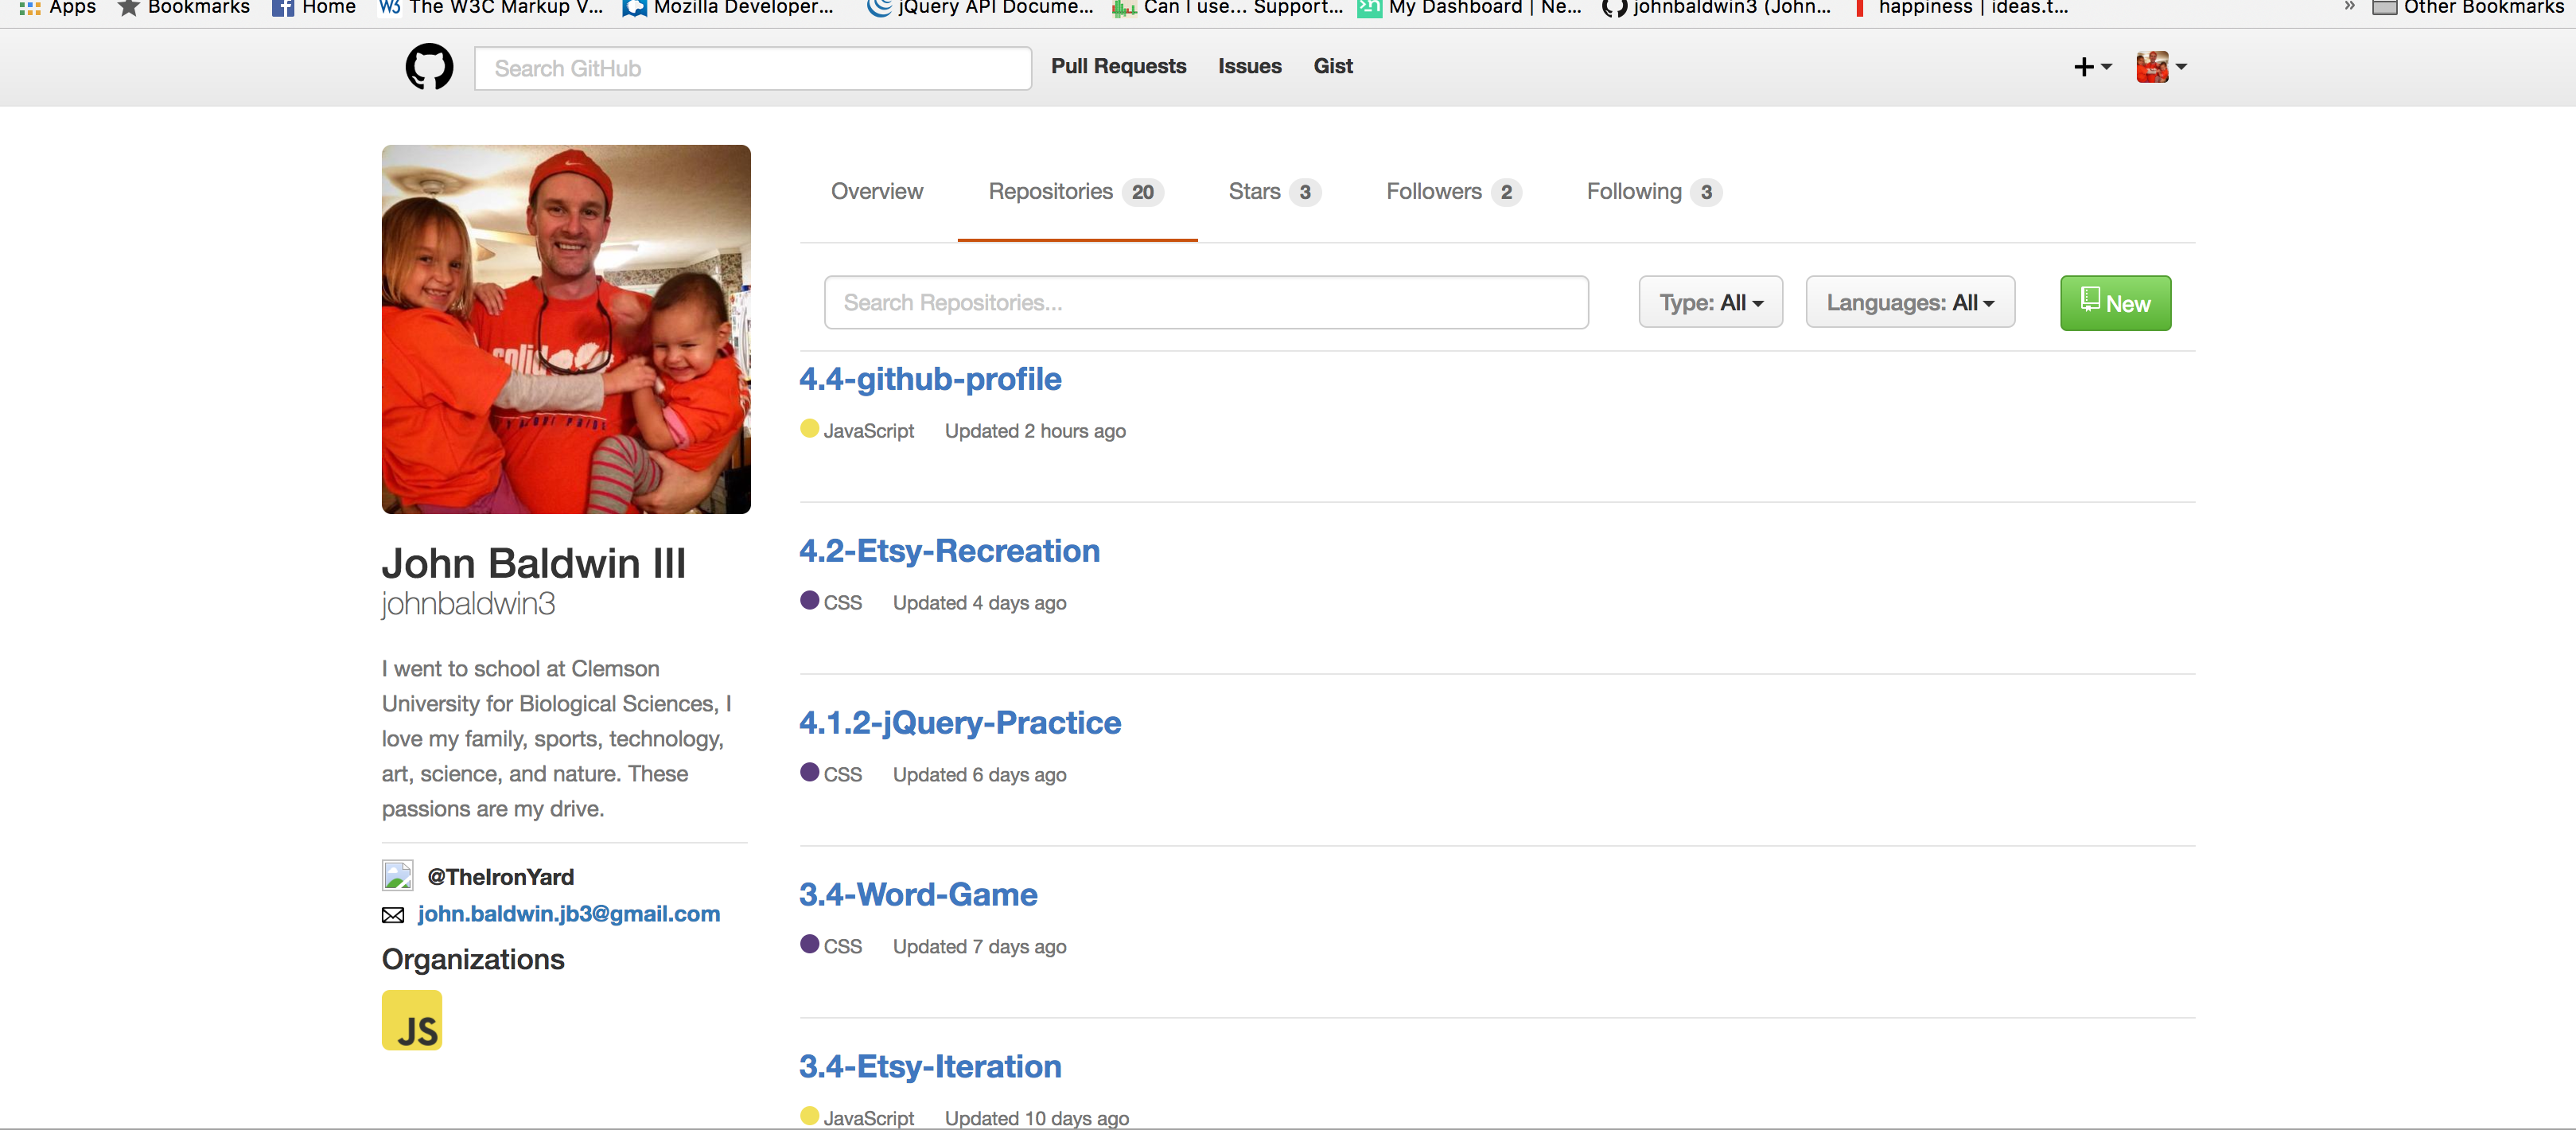 Apps Bookmarks Home The W3C Markup V... Mozilla Developer... jQuery API Docume... Can I use... Support... My Dashboard | Ne... johnbaldwin3 (John... happiness | ideas.t... » Other Bookmarks
Search GitHub Pull Requests Issues Gist
Overview Repositories 20 Stars 3 Followers 2 Following 3
Search Repositories... Type: All Languages: All New
4.4-github-profile
JavaScript Updated 2 hours ago
4.2-Etsy-Recreation
CSS Updated 4 days ago
4.1.2-jQuery-Practice
CSS Updated 6 days ago
3.4-Word-Game
CSS Updated 7 days ago
3.4-Etsy-Iteration
JavaScript Updated 10 days ago
John Baldwin III
johnbaldwin3
I went to school at Clemson
University for Biological Sciences, I
love my family, sports, technology,
art, science, and nature. These
passions are my drive.
@TheIronYard
john.baldwin.jb3@gmail.com
Organizations
JS